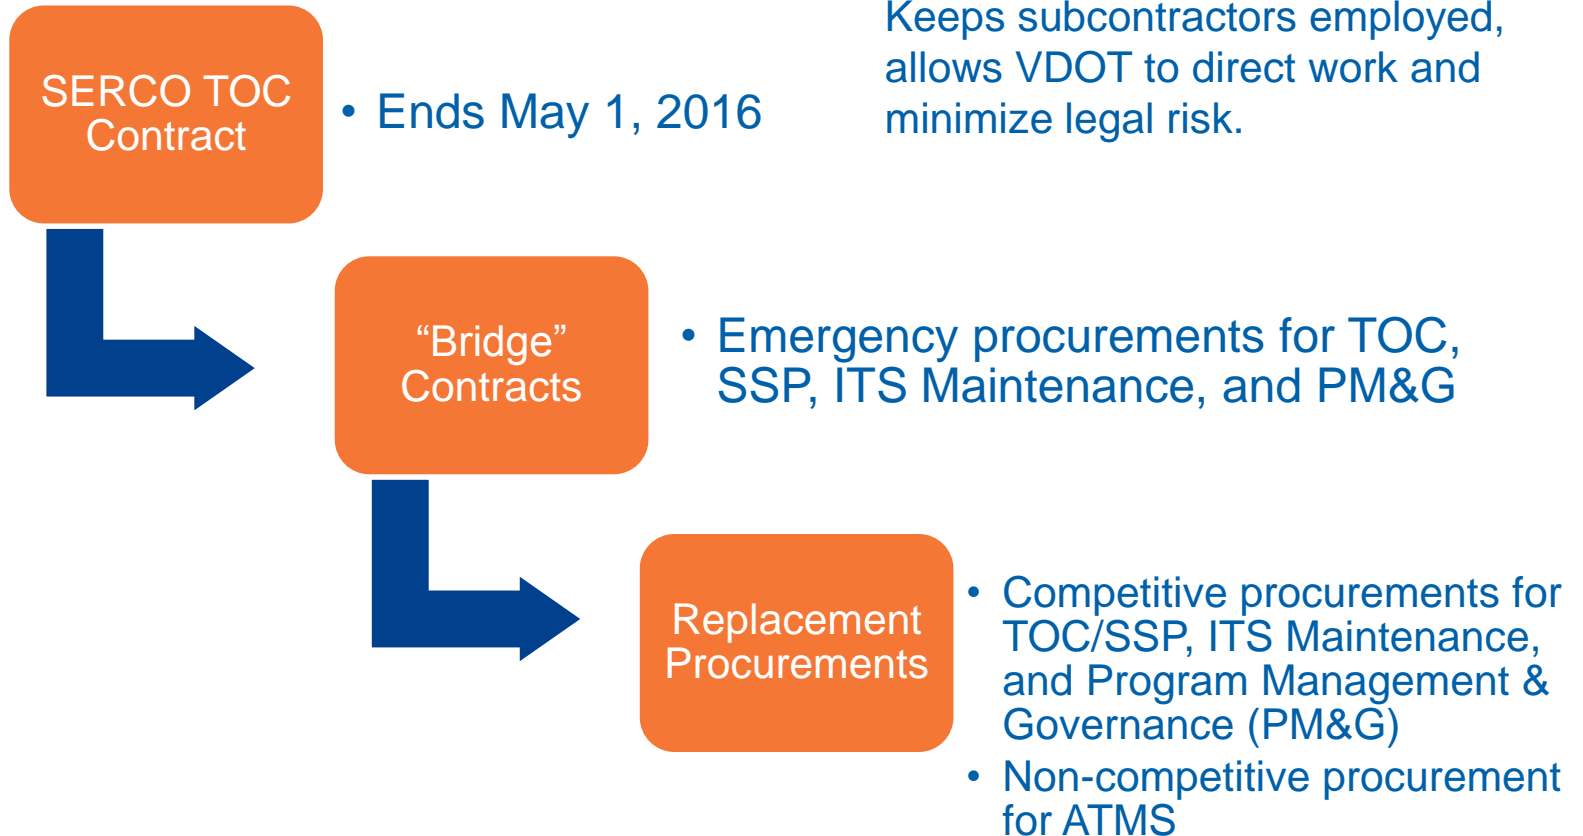 SERCO TOC
Contract
• Ends May 1, 2016
Keeps subcontractors employed,
allows VDOT to direct work and
minimize legal risk.
“Bridge”
Contracts
• Emergency procurements for TOC,
SSP, ITS Maintenance, and PM&G
Replacement
Procurements
• Competitive procurements for
TOC/SSP, ITS Maintenance,
and Program Management &
Governance (PM&G)
• Non-competitive procurement
for ATMS